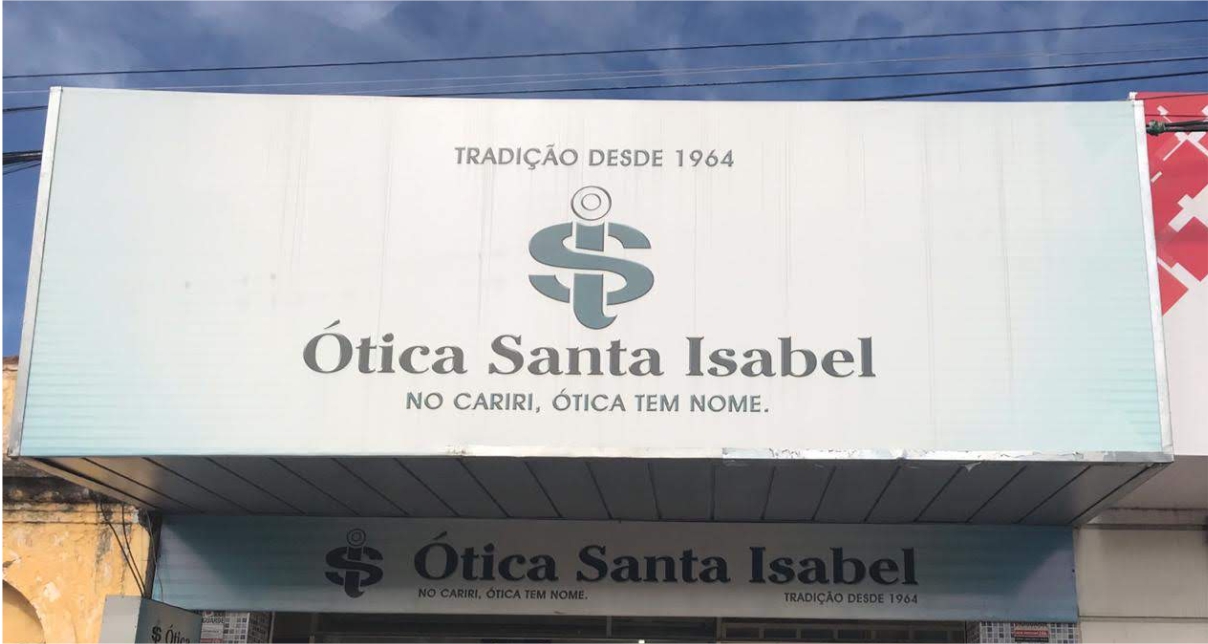 TRADIÇÃO DESDE 1964
Ótica Santa Isabel
NO CARIRI, ÓTICA TEM NOME.
Ótica Santa Isabel
NO CARIRI, ÓTICA TEM NOME.
TRADIÇÃO DESDE 1964
Ótica